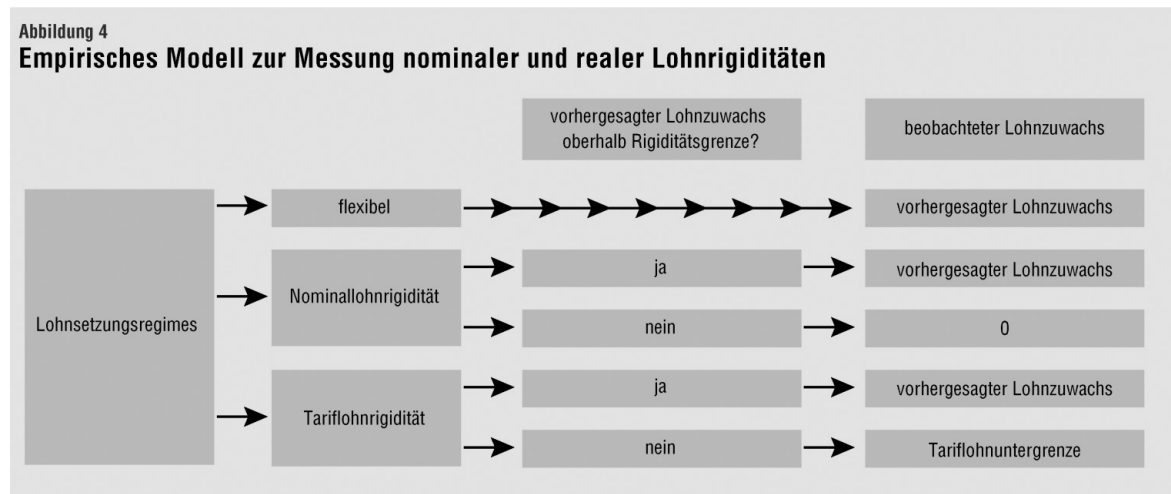 Abbildung 4
Empirisches Modell zur Messung nominaler und realer Lohnrigiditäten
vorhergesagter Lohnzuwachs
oberhalb Rigiditätsgrenze?
beobachteter Lohnzuwachs
Lohnsetzungsregimes
flexibel
vorhergesagter Lohnzuwachs
Nominallohnrigidität
ja
vorhergesagter Lohnzuwachs
nein
0
Tariflohnrigidität
ja
vorhergesagter Lohnzuwachs
nein
Tariflohnuntergrenze